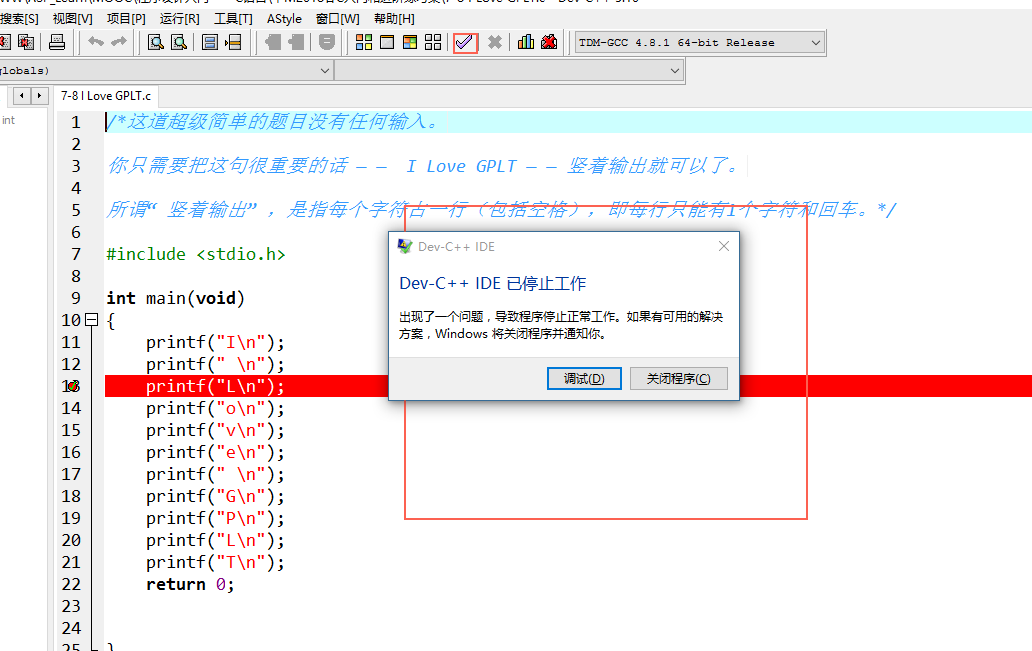 搜索[S] 视图[V] 项目[P] 运行[R] 工具[T] AStyle 窗口[W] 帮助[H]
TDM-GCC 4.8.1 64-bit Release
globals)
7-8 I Love GPLT.c
int
1 /*这道超级简单的题目没有任何输入。
2
3 你只需要把这句很重要的话 —— I Love GPLT —— 竖着输出就可以了。
4
5 所谓“竖着输出”，是指每个字符占一行（包括空格），即每行只能有1个字符和回车。*/
6
7 #include <stdio.h>
8
9 int main(void)
10 {
11 printf("I\n");
12 printf(" \n");
13 printf("L\n");
14 printf("o\n");
15 printf("v\n");
16 printf("e\n");
17 printf(" \n");
18 printf("G\n");
19 printf("P\n");
20 printf("L\n");
21 printf("T\n");
22 return 0;
23
24
25 }
Dev-C++ IDE
Dev-C++ IDE 已停止工作
出现了一个问题，导致程序停止正常工作。如果有可用的解决
方案，Windows 将关闭程序并通知你。
调试(D) 关闭程序(C)